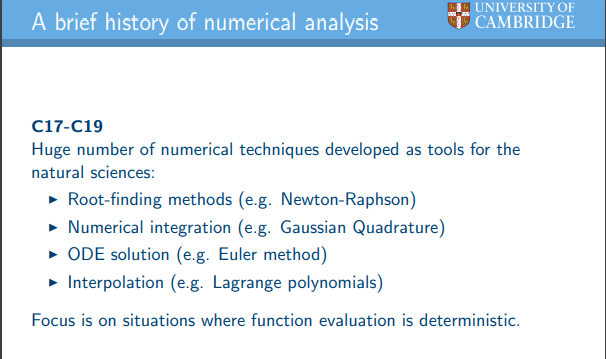 A brief history of numerical analysis
UNIVERSITY OF
CAMBRIDGE
C17-C19
Huge number of numerical techniques developed as tools for the
natural sciences:
▶ Root-finding methods (e.g. Newton-Raphson)
▶ Numerical integration (e.g. Gaussian Quadrature)
▶ ODE solution (e.g. Euler method)
▶ Interpolation (e.g. Lagrange polynomials)
Focus is on situations where function evaluation is deterministic.